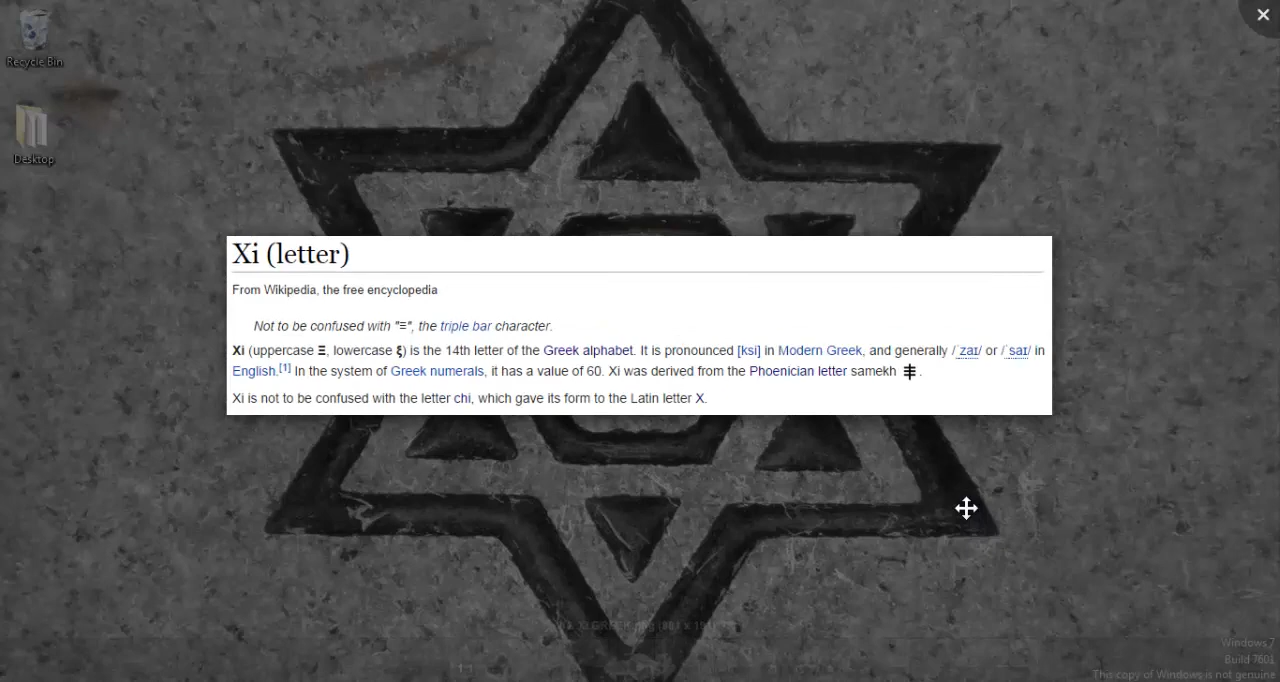 Recycle Bin
Desktop
Xi (letter)
From Wikipedia, the free encyclopedia
Not to be confused with "Ξ", the triple bar character.
Xi (uppercase Ξ, lowercase ξ) is the 14th letter of the Greek alphabet. It is pronounced [ksi] in Modern Greek, and generally /ˈzaɪ/ or /ˈsaɪ/ in
English.[1] In the system of Greek numerals, it has a value of 60. Xi was derived from the Phoenician letter samekh 𐤎.
Xi is not to be confused with the letter chi, which gave its form to the Latin letter X.
XI GREEK
1:1
Windows 7
Build 7601
This copy of Windows is not genuine